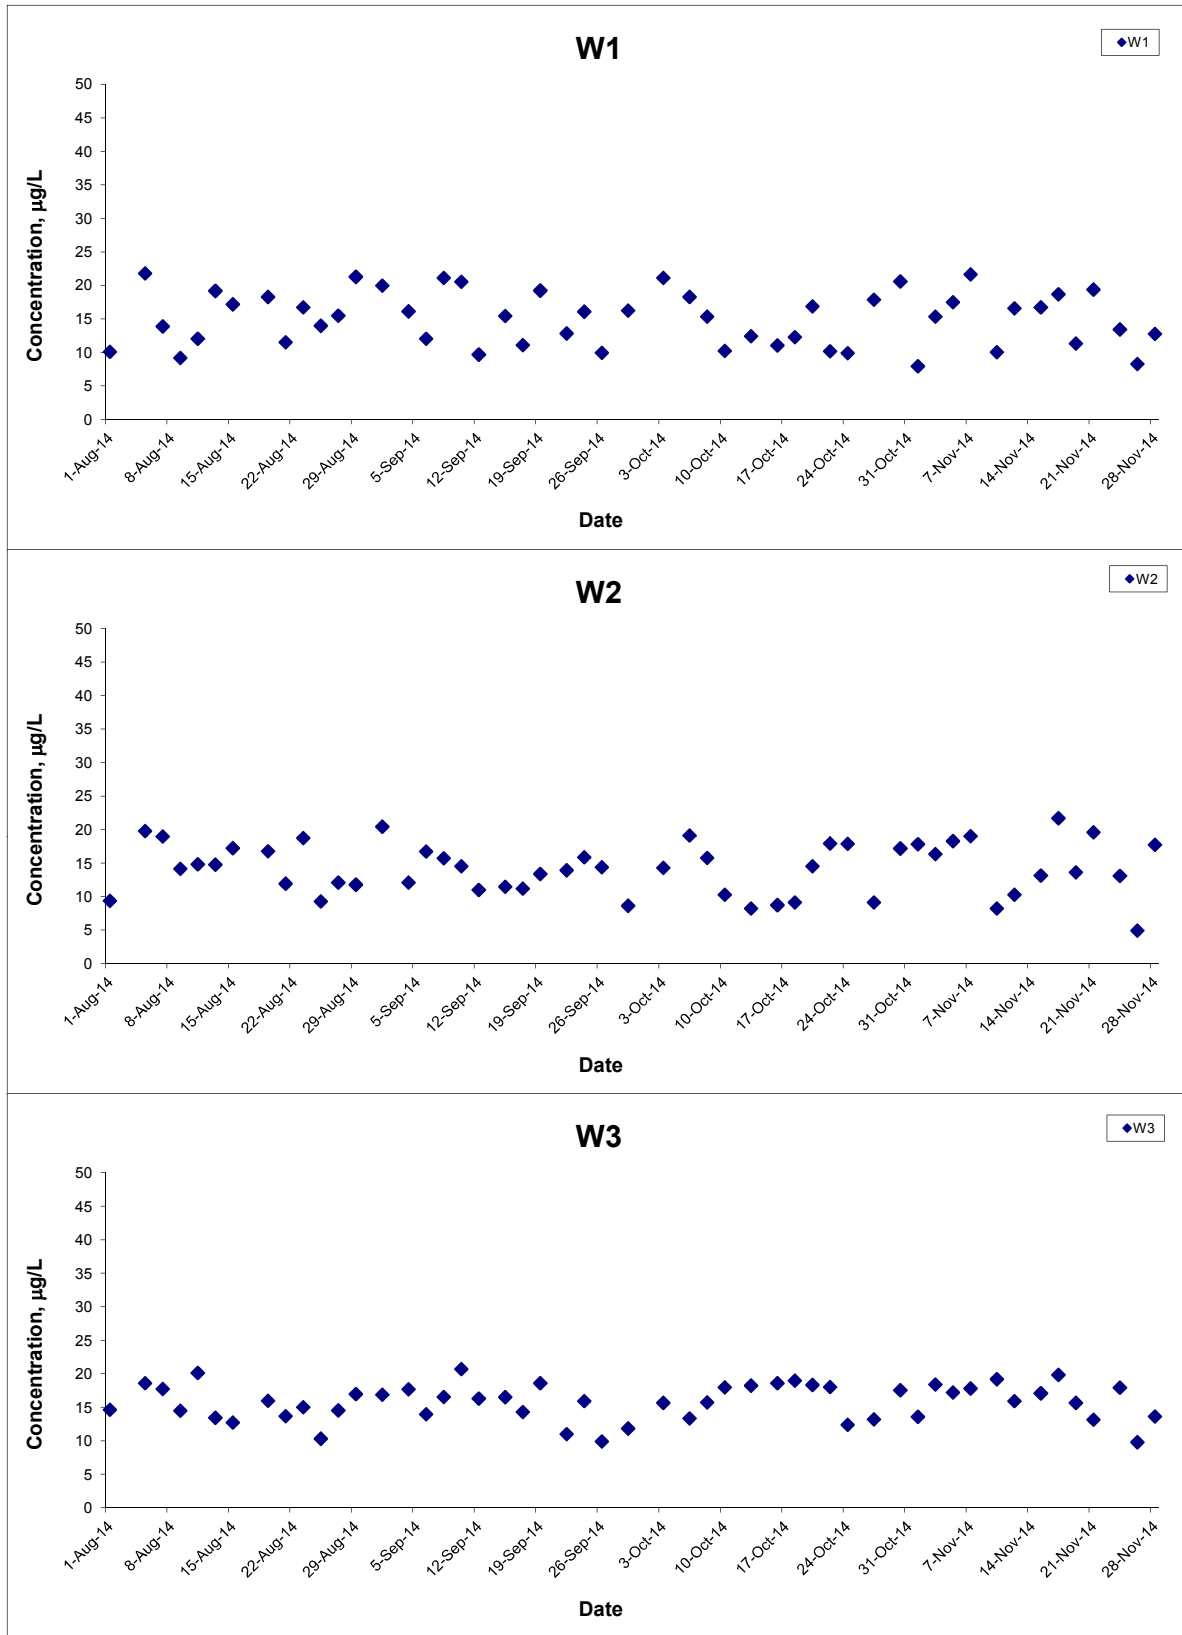 W1
W1
50
45
40
35
30
25
20
15
10
5
0
Concentration, µg/L
1-Aug-14
8-Aug-14
15-Aug-14
22-Aug-14
29-Aug-14
5-Sep-14
12-Sep-14
19-Sep-14
26-Sep-14
3-Oct-14
10-Oct-14
17-Oct-14
24-Oct-14
31-Oct-14
7-Nov-14
14-Nov-14
21-Nov-14
28-Nov-14
Date
W2
W2
50
45
40
35
30
25
20
15
10
5
0
Concentration, µg/L
1-Aug-14
8-Aug-14
15-Aug-14
22-Aug-14
29-Aug-14
5-Sep-14
12-Sep-14
19-Sep-14
26-Sep-14
3-Oct-14
10-Oct-14
17-Oct-14
24-Oct-14
31-Oct-14
7-Nov-14
14-Nov-14
21-Nov-14
28-Nov-14
Date
W3
W3
50
45
40
35
30
25
20
15
10
5
0
Concentration, µg/L
1-Aug-14
8-Aug-14
15-Aug-14
22-Aug-14
29-Aug-14
5-Sep-14
12-Sep-14
19-Sep-14
26-Sep-14
3-Oct-14
10-Oct-14
17-Oct-14
24-Oct-14
31-Oct-14
7-Nov-14
14-Nov-14
21-Nov-14
28-Nov-14
Date